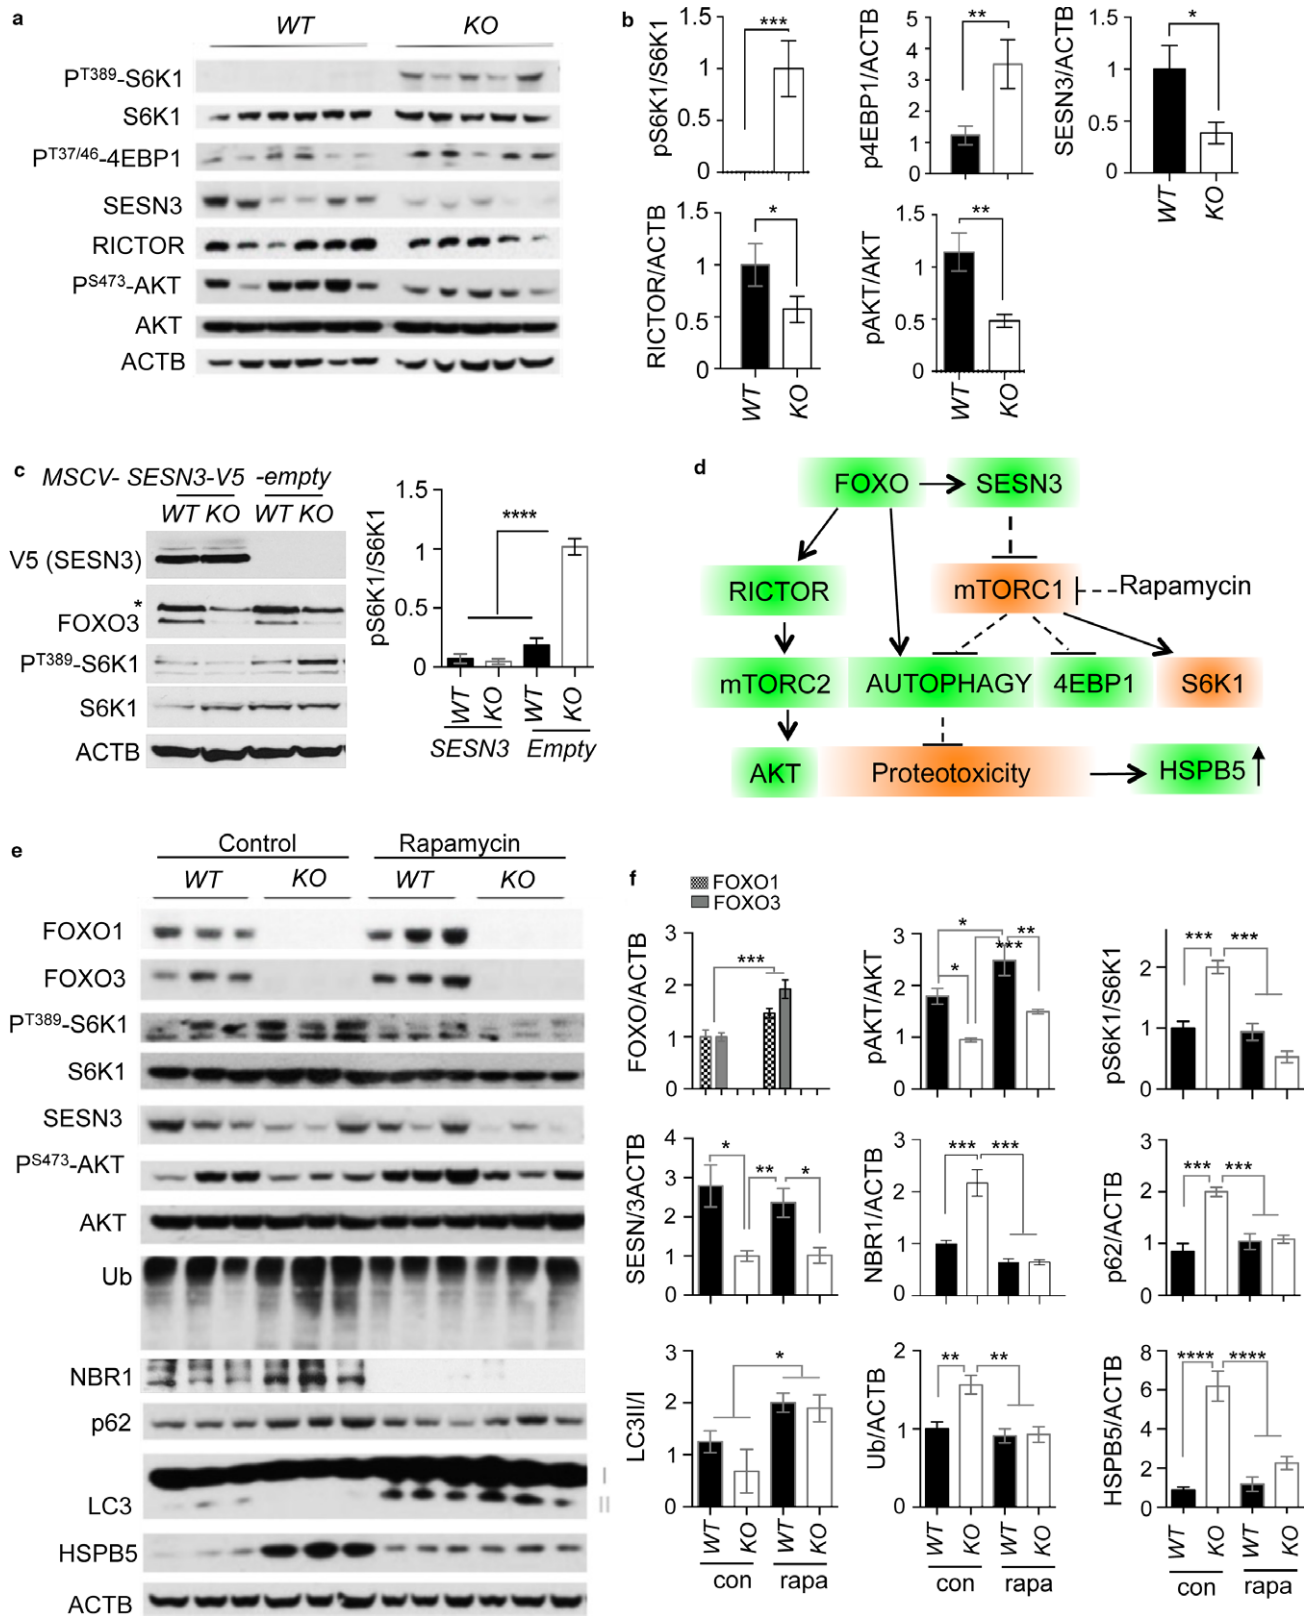 a
WT KO
P^T389-S6K1
S6K1
P^T37/46-4EBP1
SESN3
RICTOR
P^S473-AKT
AKT
ACTB
b
pS6K1/S6K1
1.5
1
0.5
0
***
p4EBP1/ACTB
5
4
3
2
1
0
**
SESN3/ACTB
1.5
1
0.5
0
*
WT KO
RICTOR/ACTB
1.5
1
0.5
0
*
WT KO
pAKT/AKT
1.5
1
0.5
0
**
WT KO
c
MSCV- SESN3-V5 -empty
WT KO WT KO
V5 (SESN3)
*
FOXO3
P^T389-S6K1
S6K1
ACTB
pS6K1/S6K1
1.5
1
0.5
0
****
WT KO WT KO
SESN3 Empty
d
FOXO SESN3
RICTOR mTORC1 Rapamycin
mTORC2 AUTOPHAGY 4EBP1 S6K1
AKT Proteotoxicity HSPB5
e
Control Rapamycin
WT KO WT KO
FOXO1
FOXO3
P^T389-S6K1
S6K1
SESN3
P^S473-AKT
AKT
Ub
NBR1
p62
I
LC3 II
HSPB5
ACTB
f
FOXO1
FOXO3
FOXO/ACTB
3
2
1
0
***
pAKT/AKT
3
2
1
0
* * *** **
pS6K1/S6K1
2
1
0
*** ***
SESN/3ACTB
4
3
2
1
0
* ** *
NBR1/ACTB
3
2
1
0
*** ***
p62/ACTB
3
2
1
0
*** ***
LC3II/I
3
2
1
0
*
WT KO WT KO
con rapa
Ub/ACTB
2
1
0
** **
WT KO WT KO
con rapa
HSPB5/ACTB
8
6
4
2
0
**** ****
WT KO WT KO
con rapa